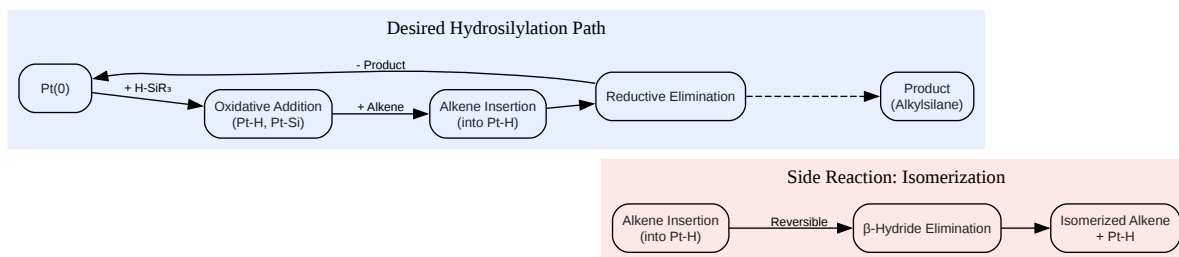 Desired Hydrosilylation Path
- Product
Pt(0)
+ H-SiR₃
Oxidative Addition
(Pt-H, Pt-Si)
+ Alkene
Alkene Insertion
(into Pt-H)
Reductive Elimination
Product
(Alkylsilane)
Side Reaction: Isomerization
Alkene Insertion
(into Pt-H)
Reversible
β-Hydride Elimination
Isomerized Alkene
+ Pt-H